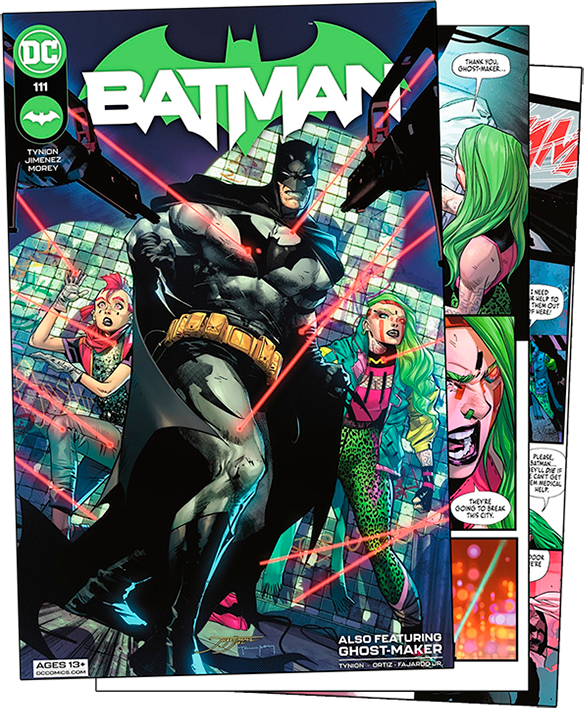 DC
111
TYNION
JIMENEZ
MOREY
BATMAN
AGES 13+
DCCOMICS.COM
ALSO FEATURING
GHOST-MAKER
TYNION • ORTIZ • FAJARDO JR.
THANK YOU,
GHOST-MAKER...
THEY'RE
GOING TO BREAK
THIS CITY.
I NEED
HELP TO
THEM OUT
HERE!
PLEASE,
BATMAN...
DIE IF
CAN'T GET
MEDICAL
HELP.